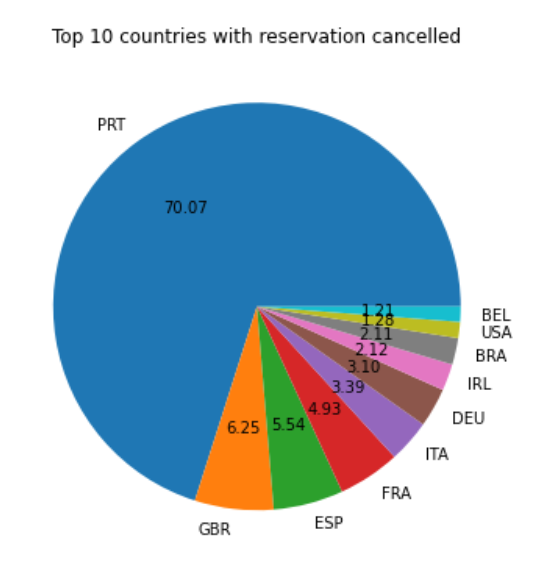 Top 10 countries with reservation cancelled
PRT
70.07
1.21
BEL
1.28
USA
2.11
BRA
2.12
IRL
3.10
DEU
3.39
ITA
4.93
FRA
5.54
ESP
6.25
GBR